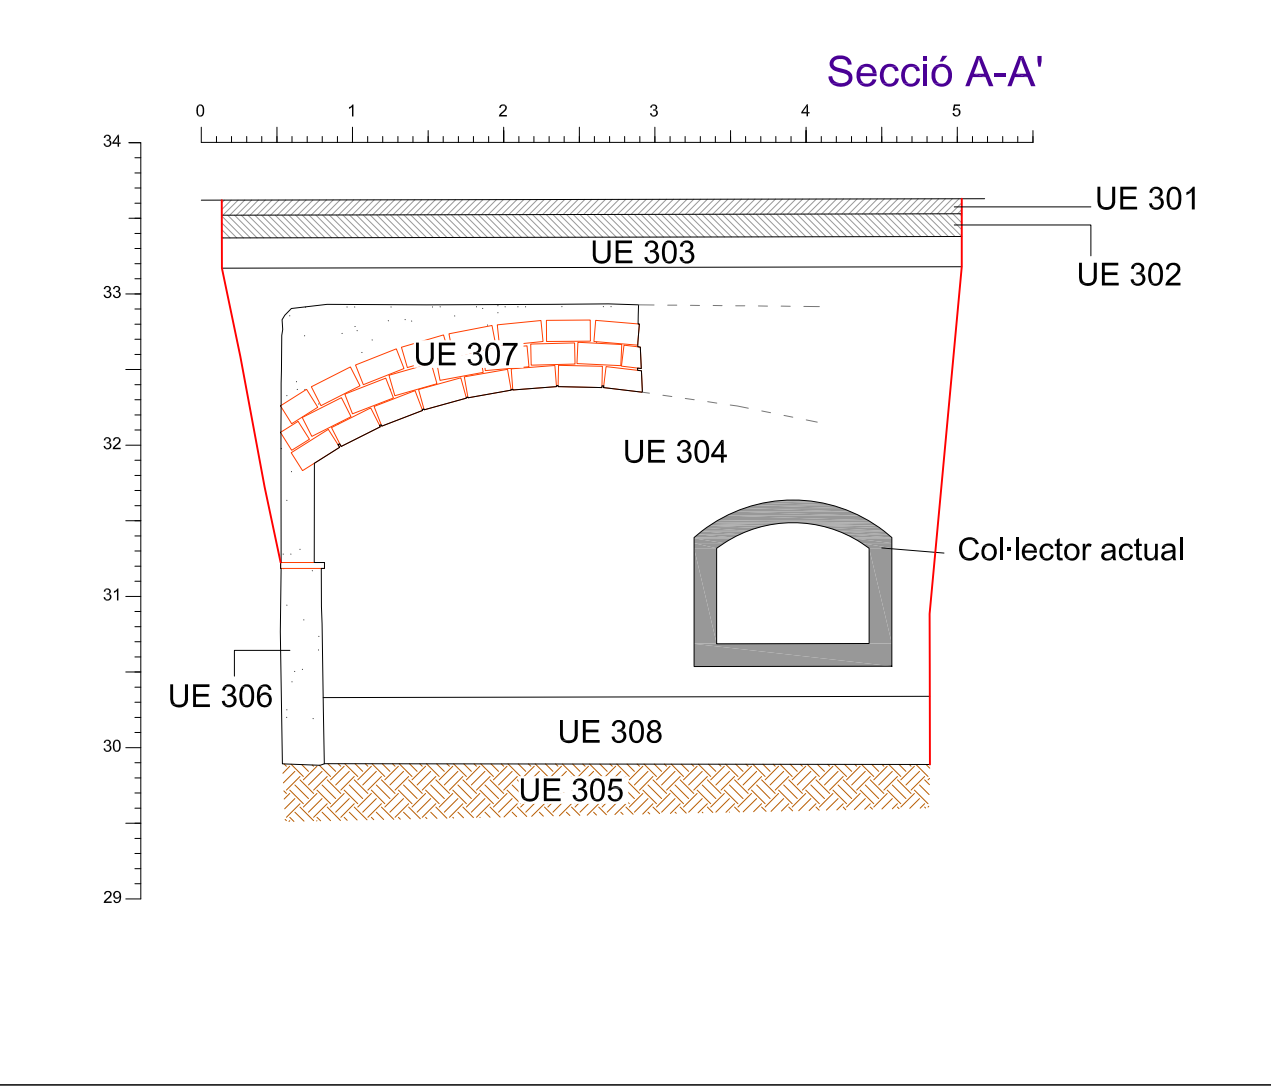 Secció A-A'
0 1 2 3 4 5
34
UE 301
UE 303
UE 302
33
UE 307
32
UE 304
Col·lector actual
31
UE 306
UE 308
30
UE 305
29